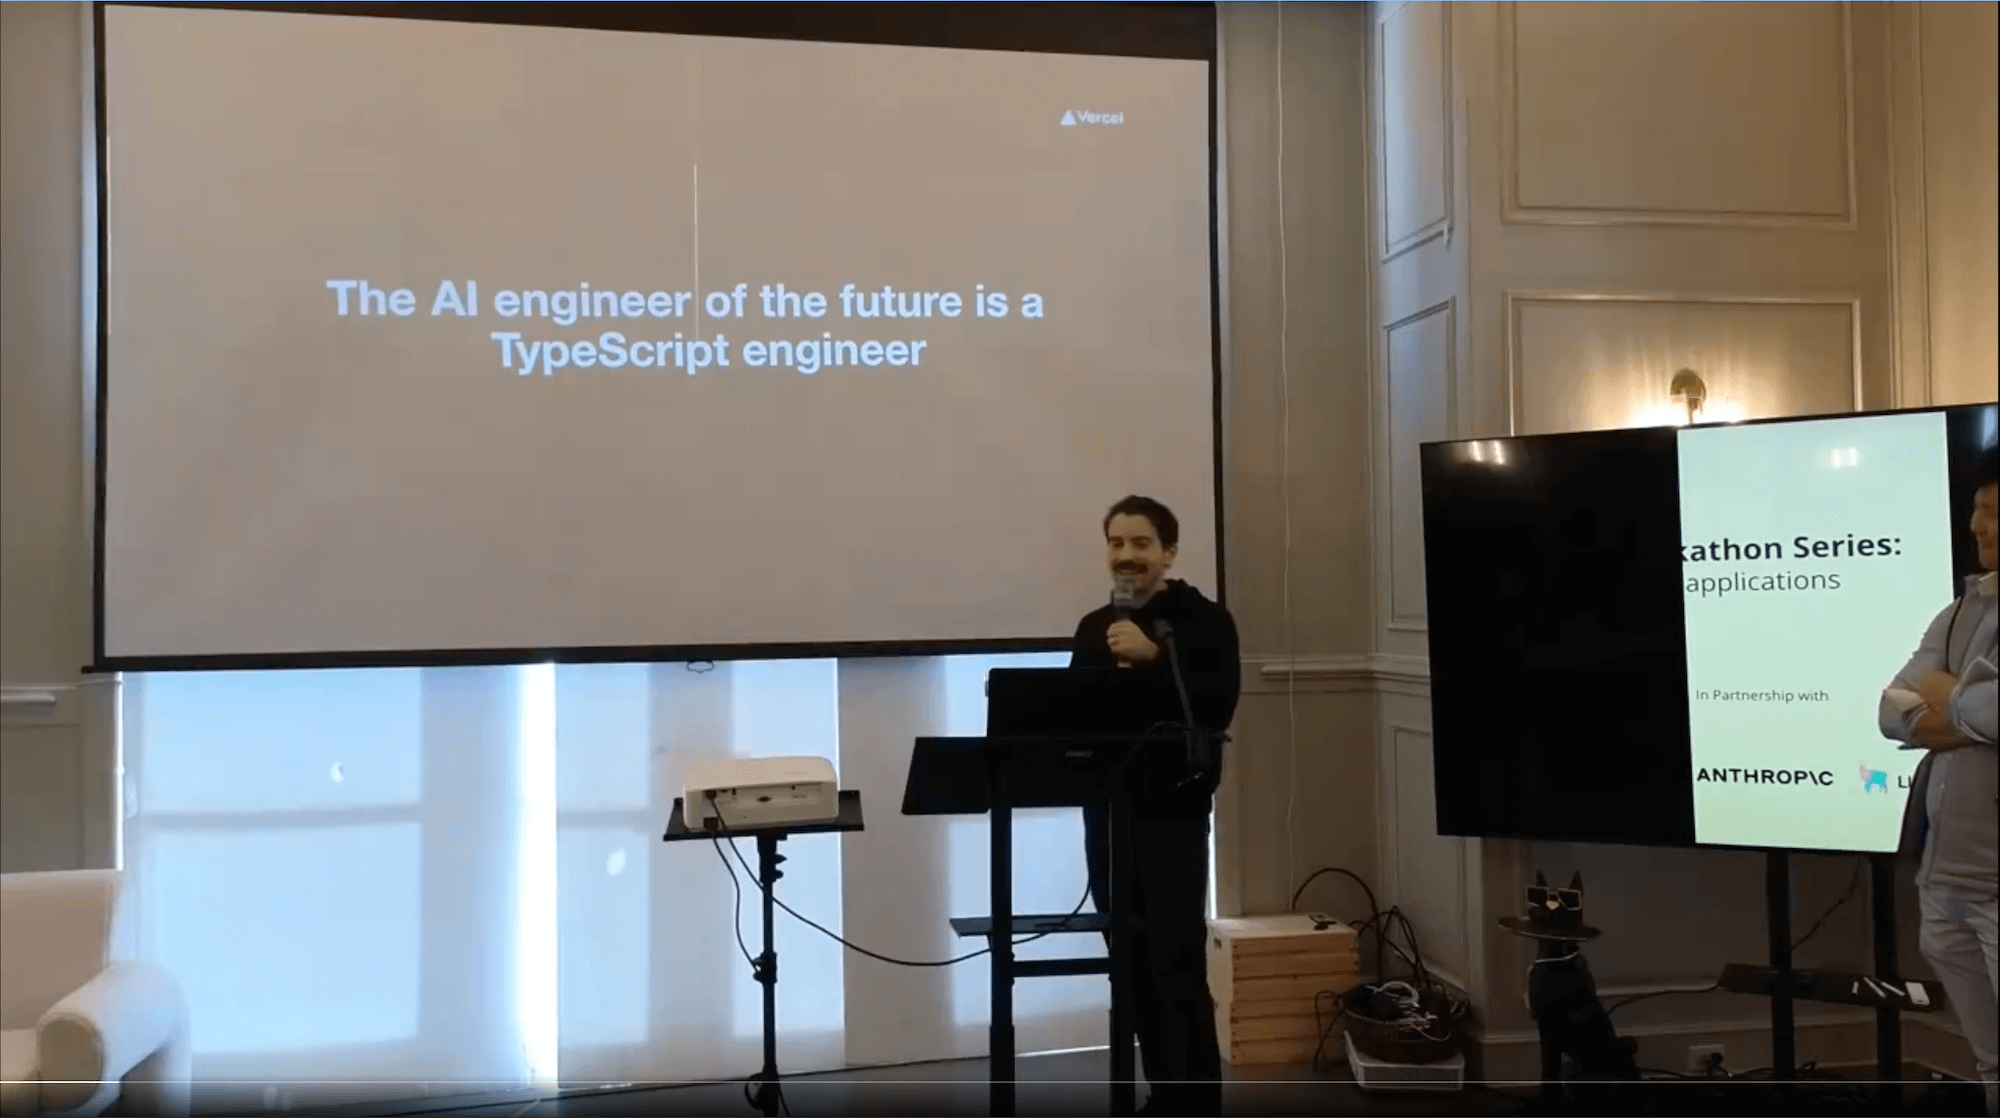 Vercel
The AI engineer of the future is a
TypeScript engineer
kathon Series:
applications
In Partnership with
ANTHROP\C